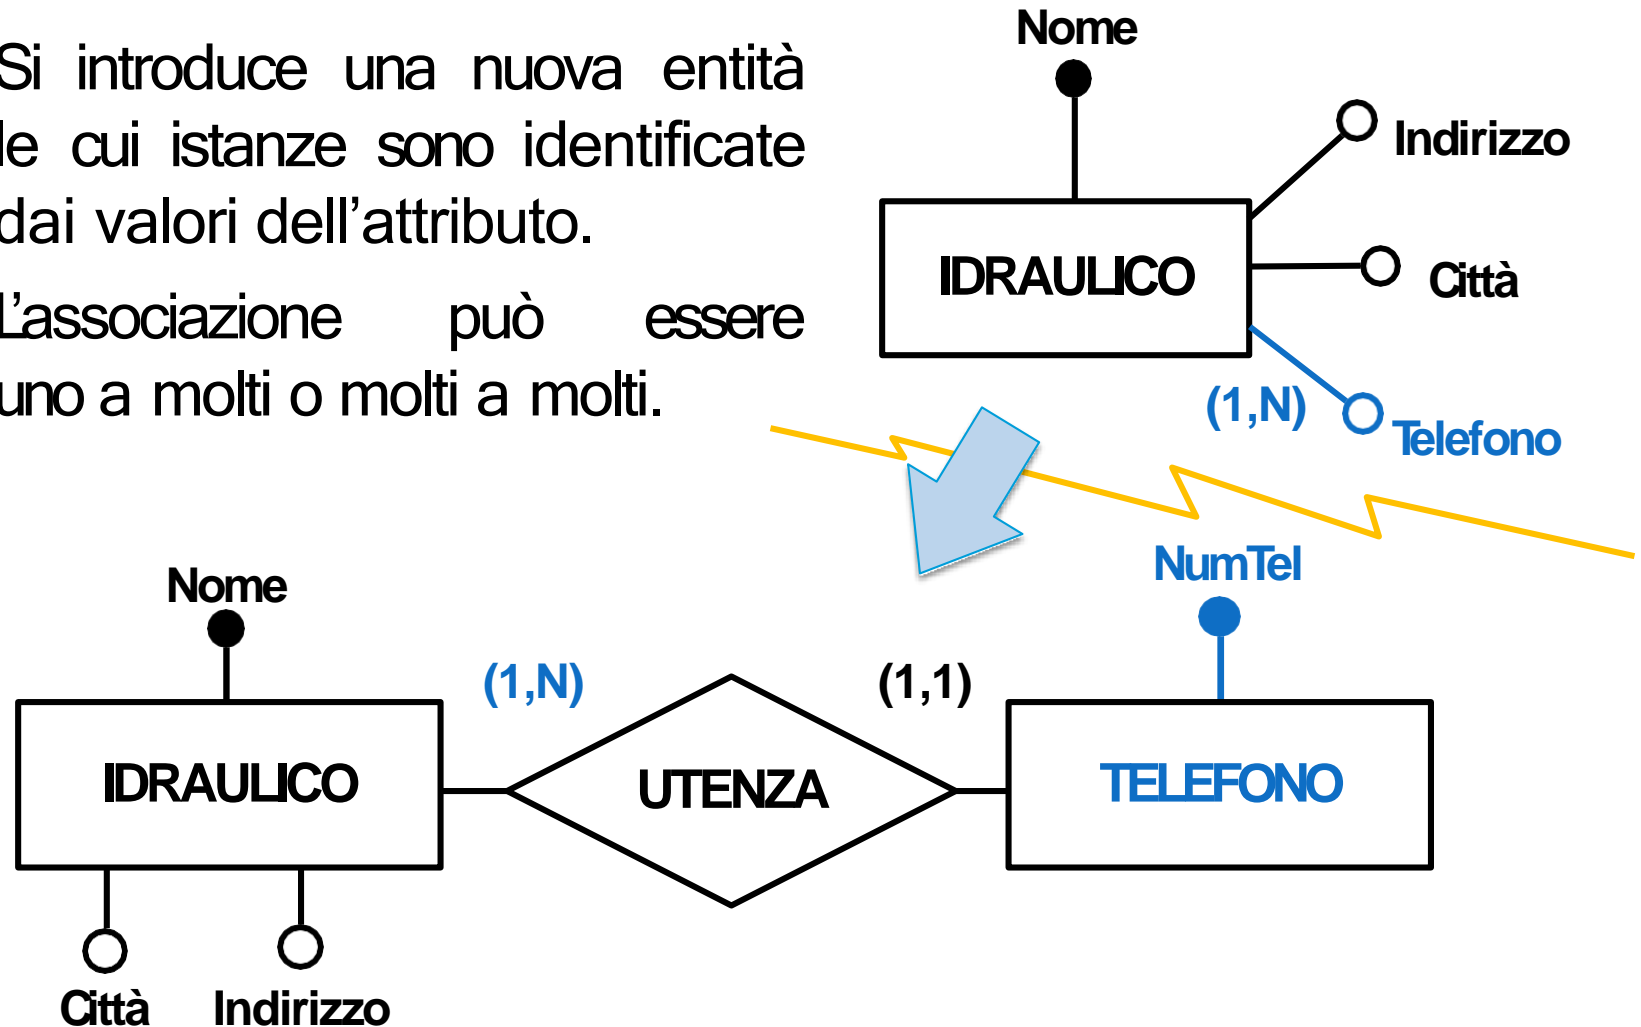 Si introduce una nuova entità
le cui istanze sono identificate
dai valori dell’attributo.
L’associazione può essere
uno a molti o molti a molti.
Nome
Indirizzo
IDRAULICO
Città
(1,N)
Telefono
NumTel
Nome
(1,N)
(1,1)
IDRAULICO
UTENZA
TELEFONO
Città
Indirizzo